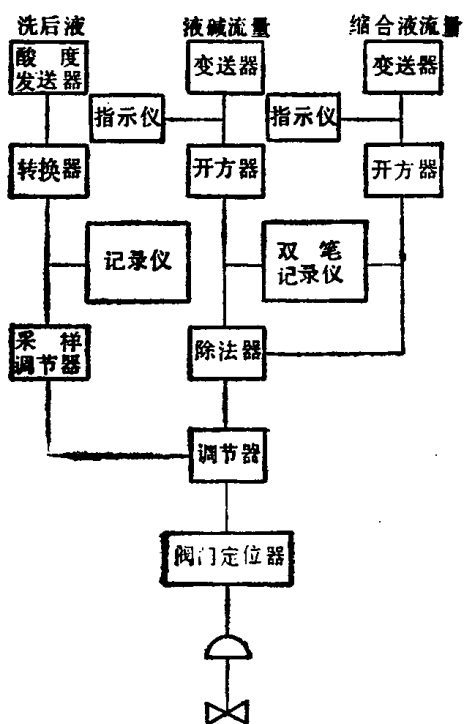 洗后液
液碱流量
缩合液流量
酸度
发送器
变送器
变送器
指示仪
指示仪
转换器
开方器
开方器
记录仪
双笔
记录仪
采样
调节器
除法器
调节器
阀门定位器